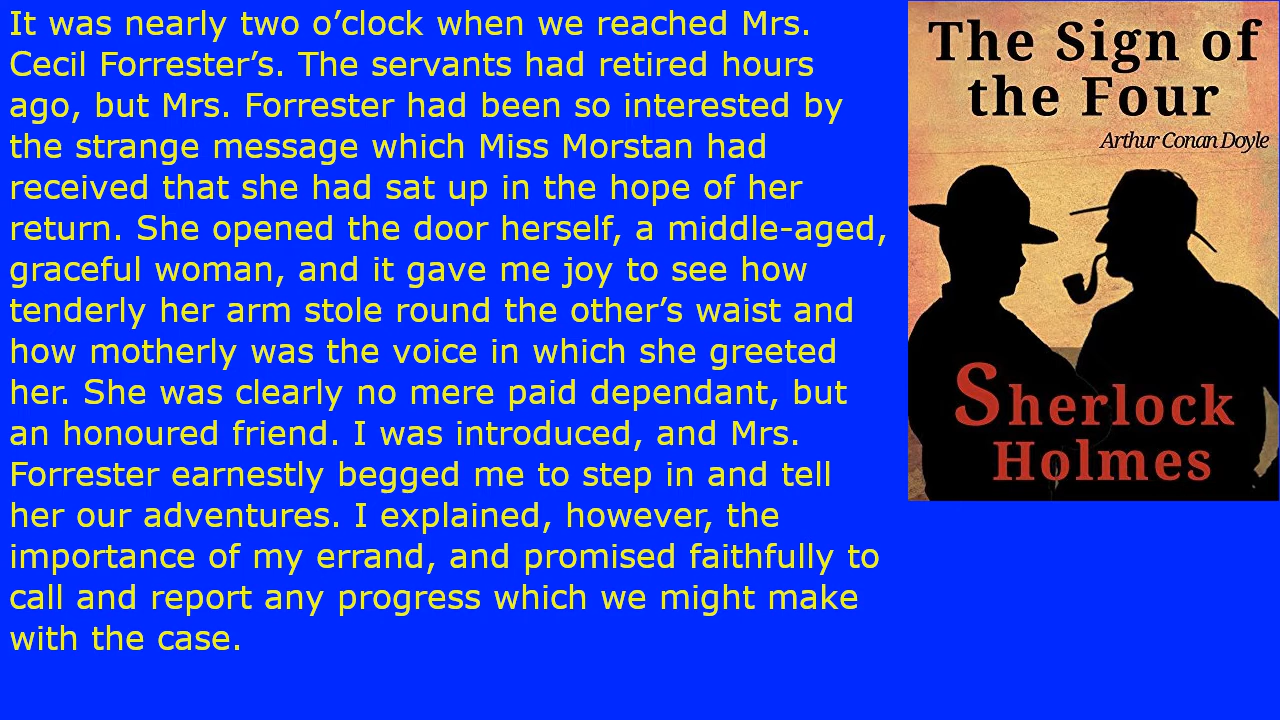 It was nearly two o’clock when we reached Mrs.
Cecil Forrester’s. The servants had retired hours
ago, but Mrs. Forrester had been so interested by
the strange message which Miss Morstan had
received that she had sat up in the hope of her
return. She opened the door herself, a middle-aged,
graceful woman, and it gave me joy to see how
tenderly her arm stole round the other’s waist and
how motherly was the voice in which she greeted
her. She was clearly no mere paid dependant, but
an honoured friend. I was introduced, and Mrs.
Forrester earnestly begged me to step in and tell
her our adventures. I explained, however, the
importance of my errand, and promised faithfully to
call and report any progress which we might make
with the case.
The Sign of
the Four
Arthur Conan Doyle
Sherlock
Holmes